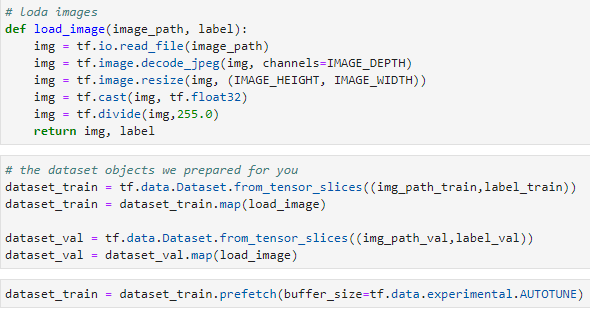 # loda images
def load_image(image_path, label):
    img = tf.io.read_file(image_path)
    img = tf.image.decode_jpeg(img, channels=IMAGE_DEPTH)
    img = tf.image.resize(img, (IMAGE_HEIGHT, IMAGE_WIDTH))
    img = tf.cast(img, tf.float32)
    img = tf.divide(img,255.0)
    return img, label
# the dataset objects we prepared for you
dataset_train = tf.data.Dataset.from_tensor_slices((img_path_train,label_train))
dataset_train = dataset_train.map(load_image)
dataset_val = tf.data.Dataset.from_tensor_slices((img_path_val,label_val))
dataset_val = dataset_val.map(load_image)
dataset_train = dataset_train.prefetch(buffer_size=tf.data.experimental.AUTOTUNE)